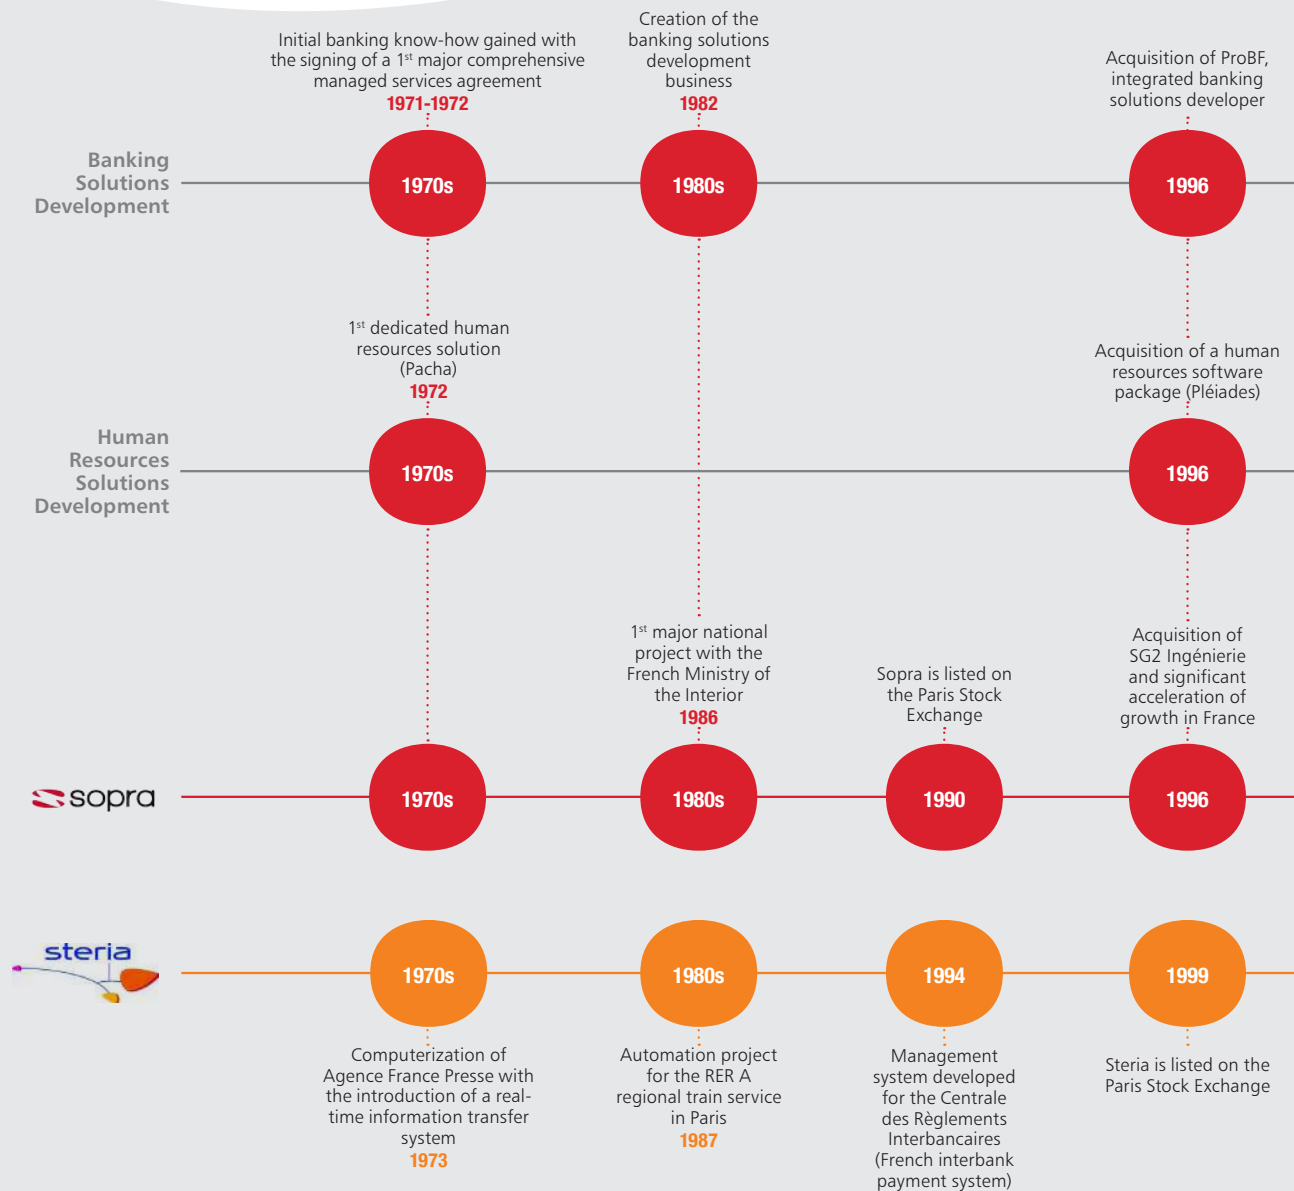 Initial banking know-how gained with
the signing of a 1st major comprehensive
managed services agreement
1971-1972
Creation of the
banking solutions
development
business
1982
Acquisition of ProBF,
integrated banking
solutions developer
Banking
Solutions
Development
1970s
1980s
1996
1st dedicated human
resources solution
(Pacha)
1972
Acquisition of a human
resources software
package (Pléiades)
Human
Resources
Solutions
Development
1970s
1996
1st major national
project with the
French Ministry of
the Interior
1986
Sopra is listed on
the Paris Stock
Exchange
Acquisition of
SG2 Ingénierie
and significant
acceleration of
growth in France
sopra
1970s
1980s
1990
1996
steria
1970s
1980s
1994
1999
Computerization of
Agence France Presse with
the introduction of a real-
time information transfer
system
1973
Automation project
for the RER A
regional train service
in Paris
1987
Management
system developed
for the Centrale
des Règlements
Interbancaires
(French interbank
payment system)
Steria is listed on the
Paris Stock Exchange